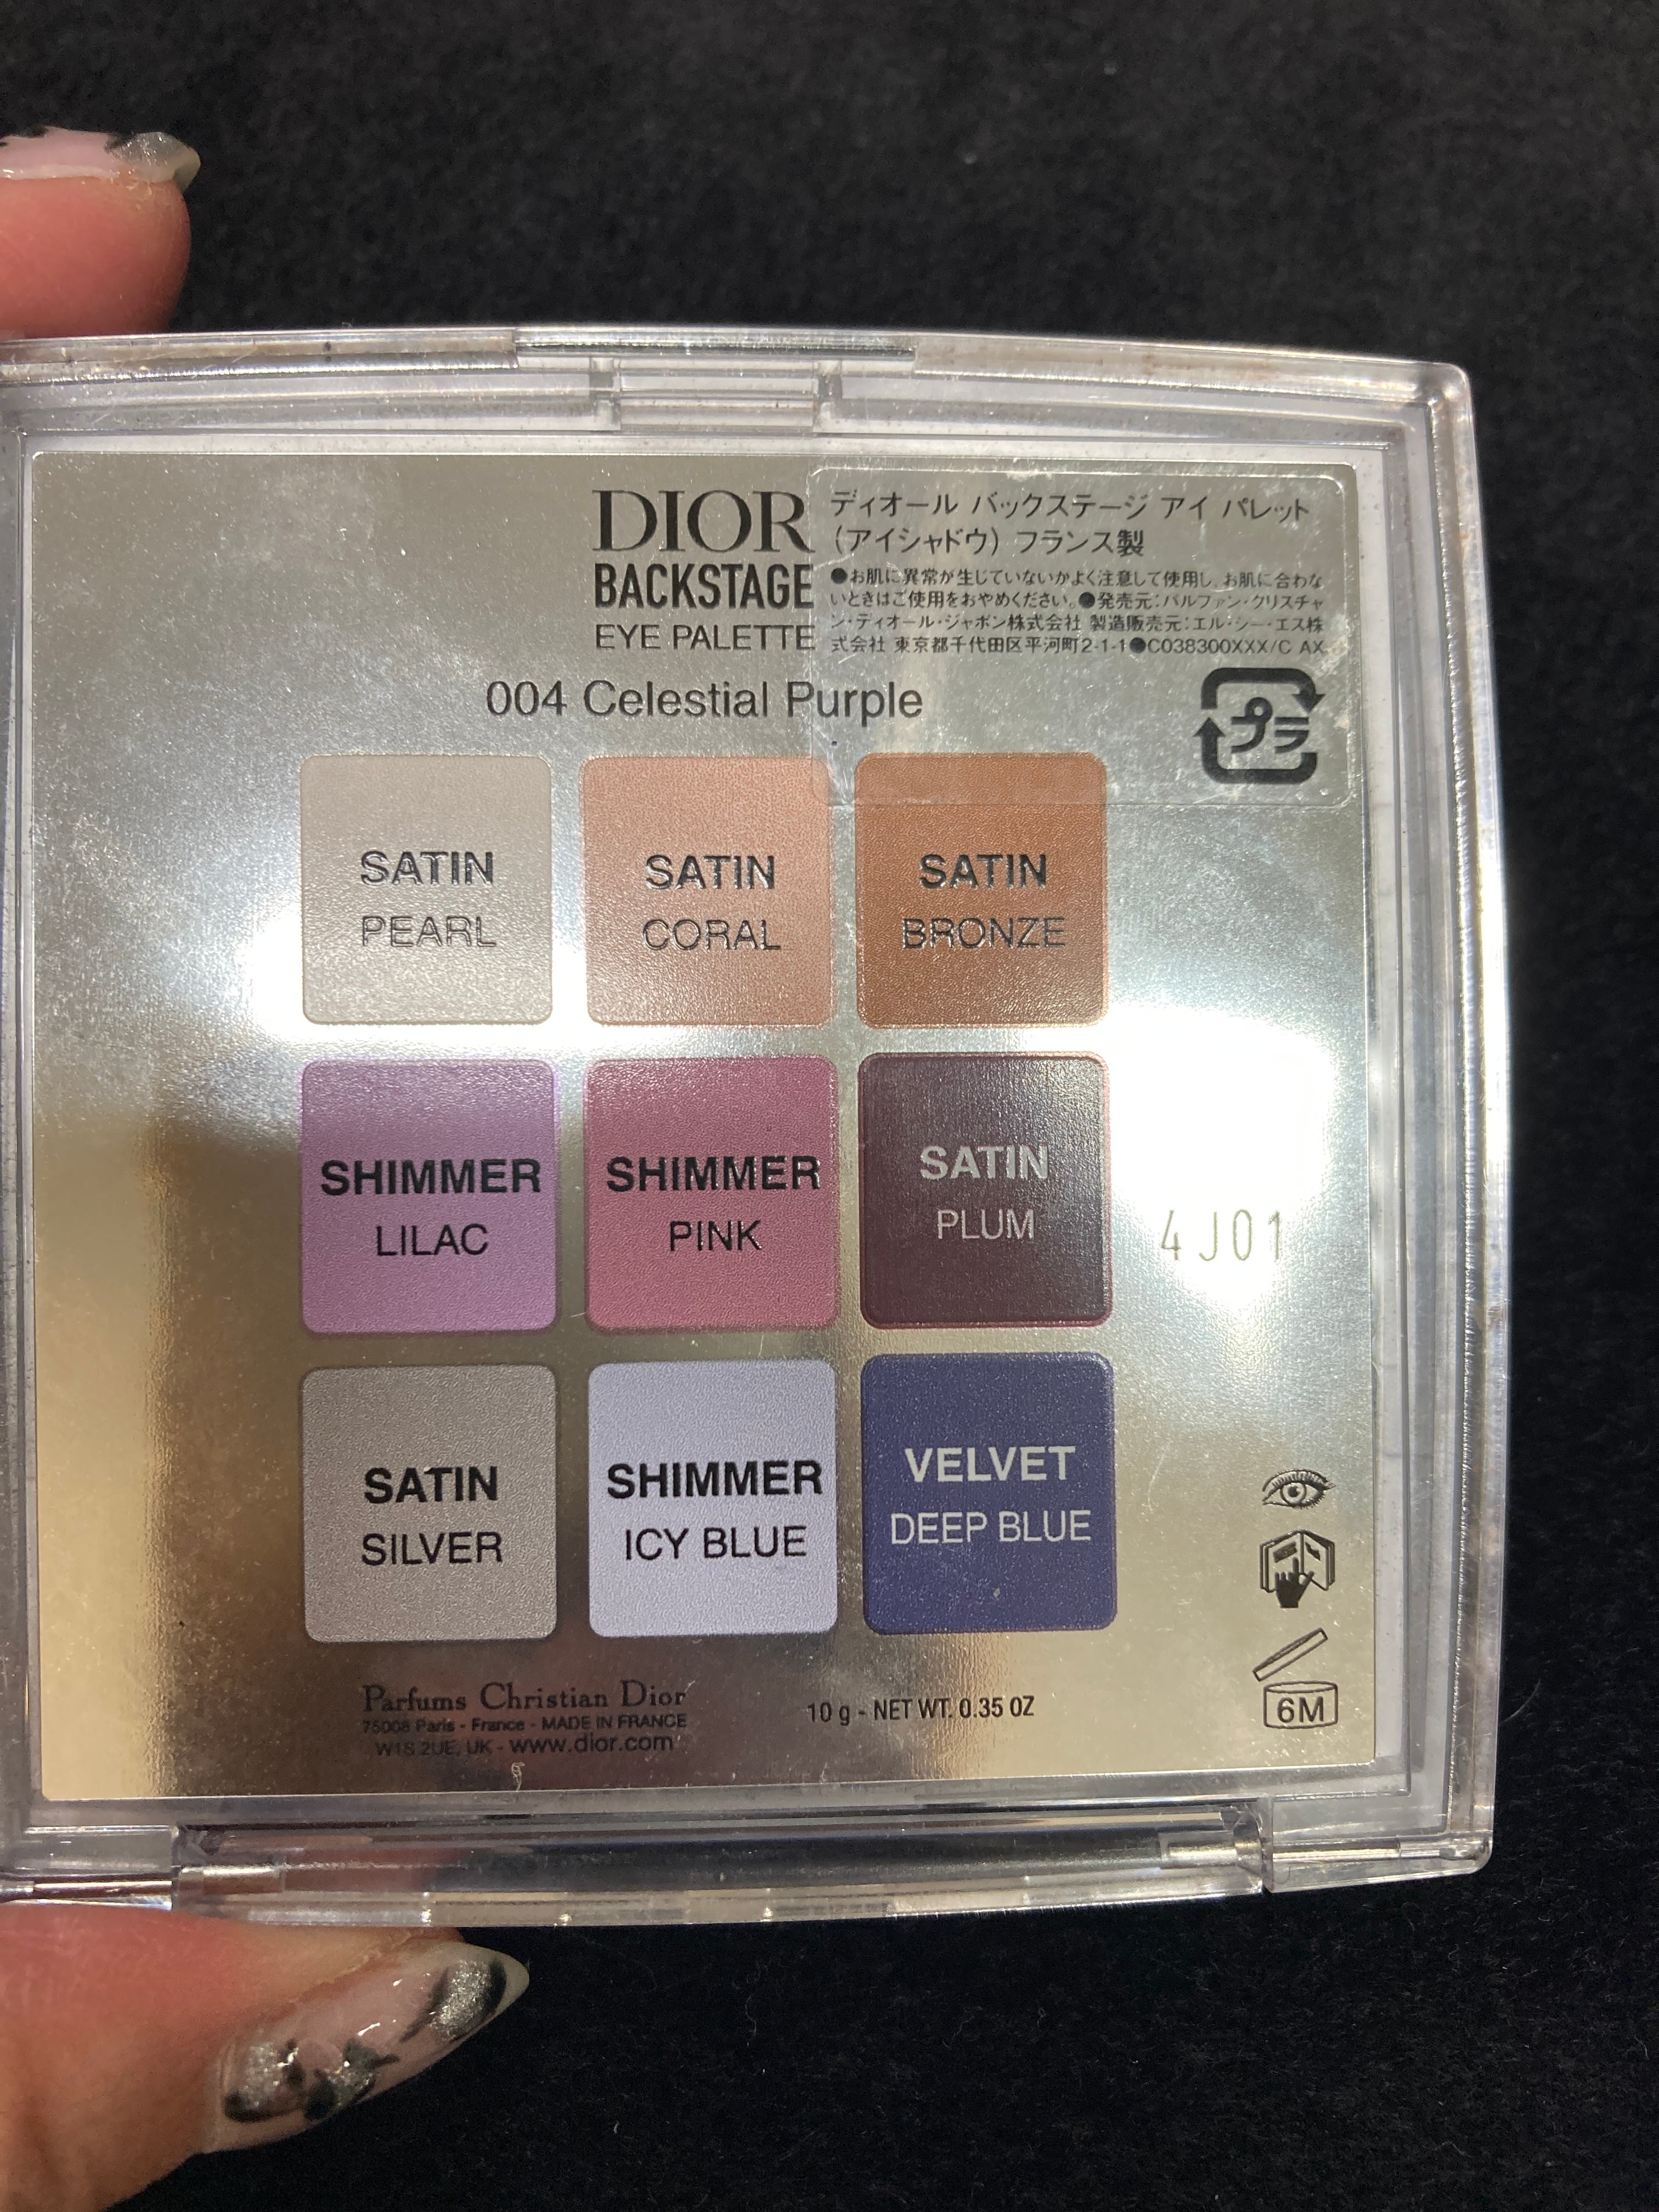 DIOR
BACKSTAGE
EYE PALETTE
ディオール バックステージ アイ パレット
(アイシャドウ) フランス製
●お肌に異常が生じていないかよく注意して使用し、お肌に合わな
いときはご使用をおやめください。●発売元:パルファン・クリスチャ
ン・ディオール・ジャポン株式会社 製造販売元:エル・シー・エス株
式会社 東京都千代田区平河町2-1-1●C038300XXX/C AX
004 Celestial Purple
プラ
SATIN
PEARL
SATIN
CORAL
SATIN
BRONZE
SHIMMER
LILAC
SHIMMER
PINK
SATIN
PLUM
4J01
SATIN
SILVER
SHIMMER
ICY BLUE
VELVET
DEEP BLUE
Parfums Christian Dior
75008 Paris - France - MADE IN FRANCE
W1S 2UE, UK - www.dior.com
10 g - NET WT. 0.35 OZ
6M